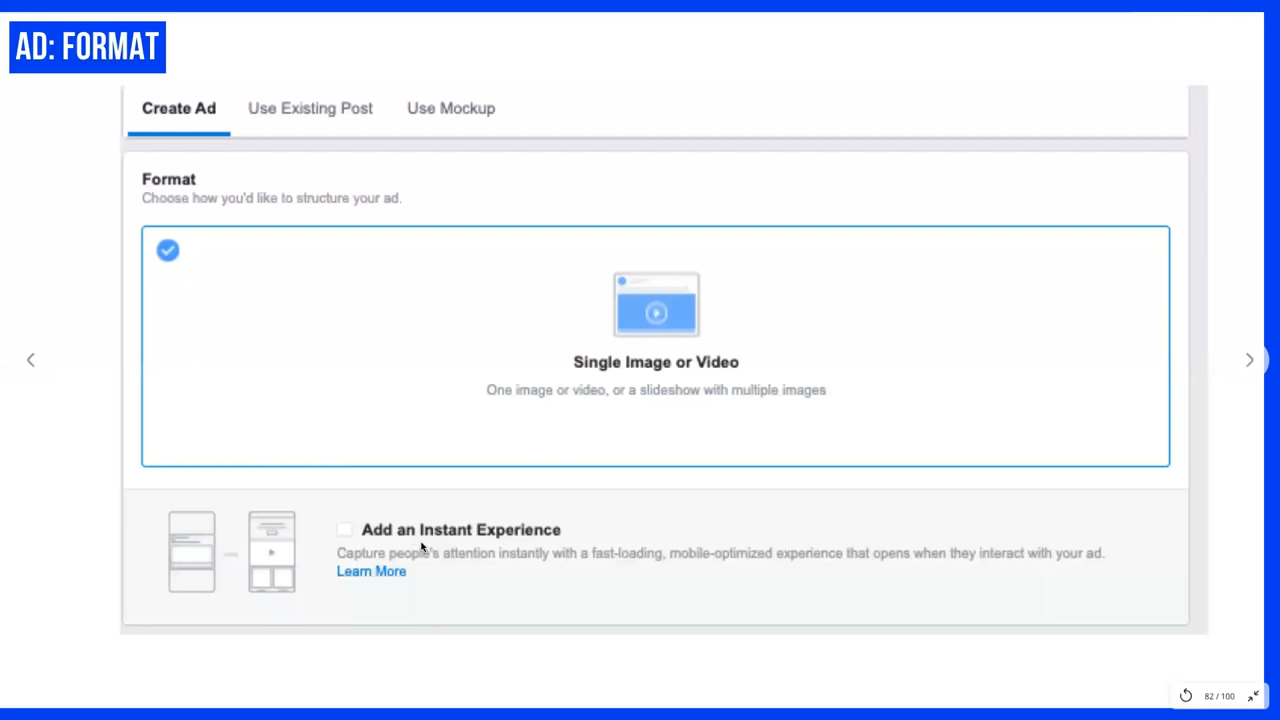 AD: FORMAT
Create Ad Use Existing Post Use Mockup
Format
Choose how you'd like to structure your ad.
Single Image or Video
One image or video, or a slideshow with multiple images
Add an Instant Experience
Capture people's attention instantly with a fast-loading, mobile-optimized experience that opens when they interact with your ad.
Learn More
82 / 100